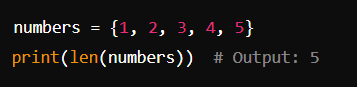 numbers = {1, 2, 3, 4, 5}
print(len(numbers))  # Output: 5